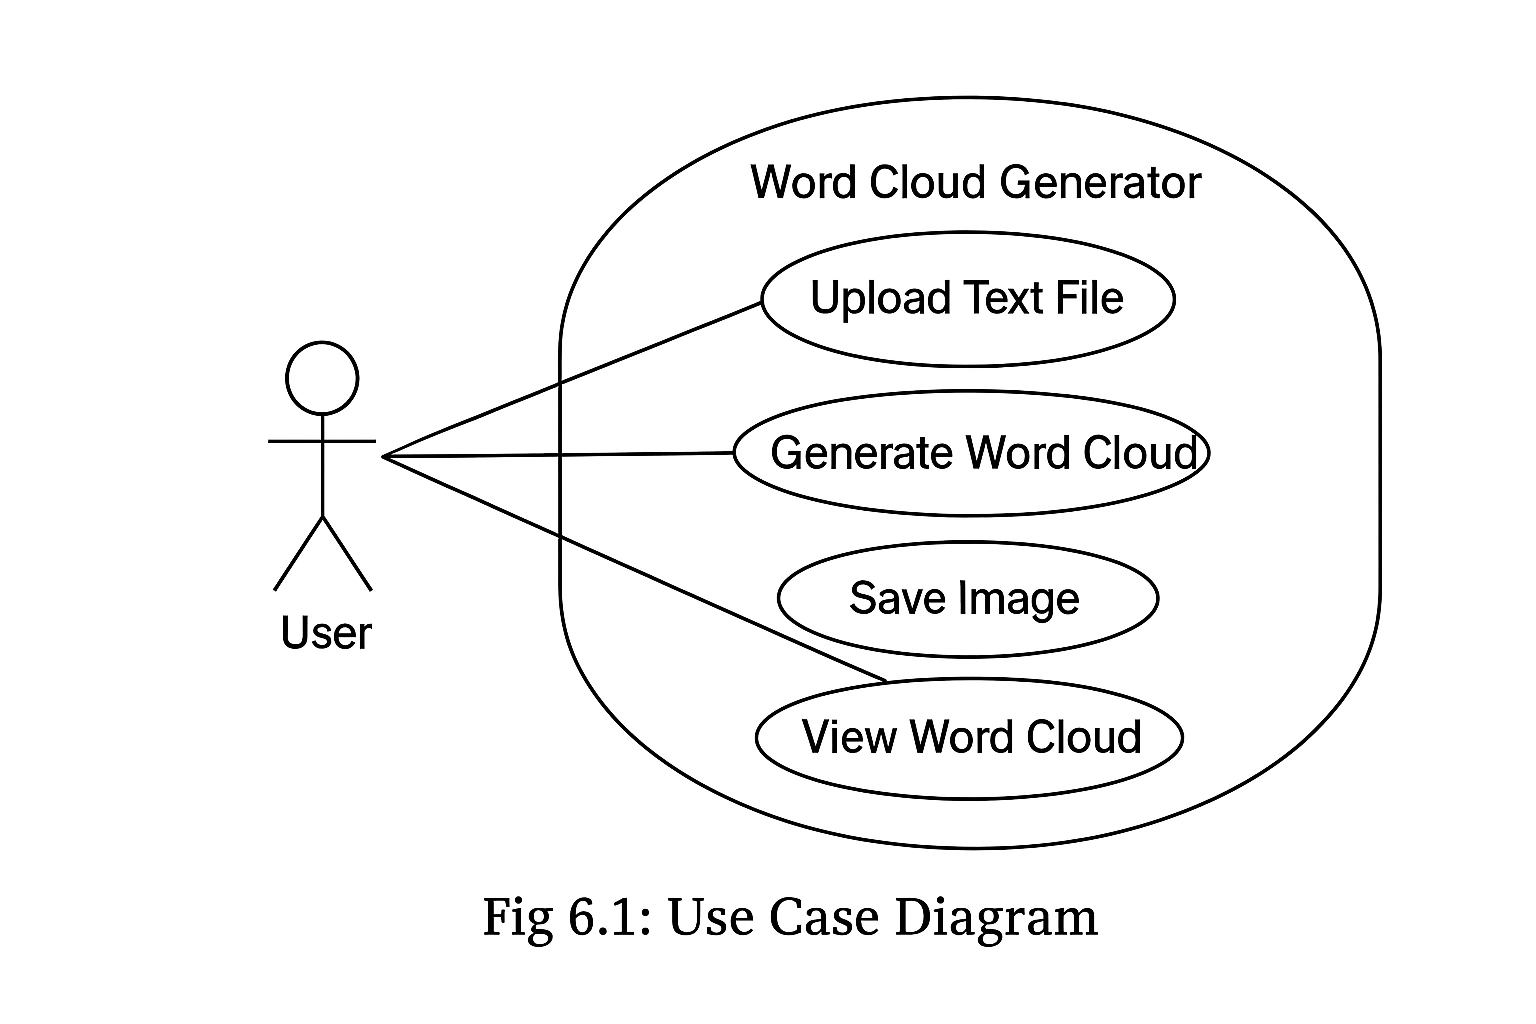 Word Cloud Generator
Upload Text File
Generate Word Cloud
Save Image
View Word Cloud
User
Fig 6.1: Use Case Diagram